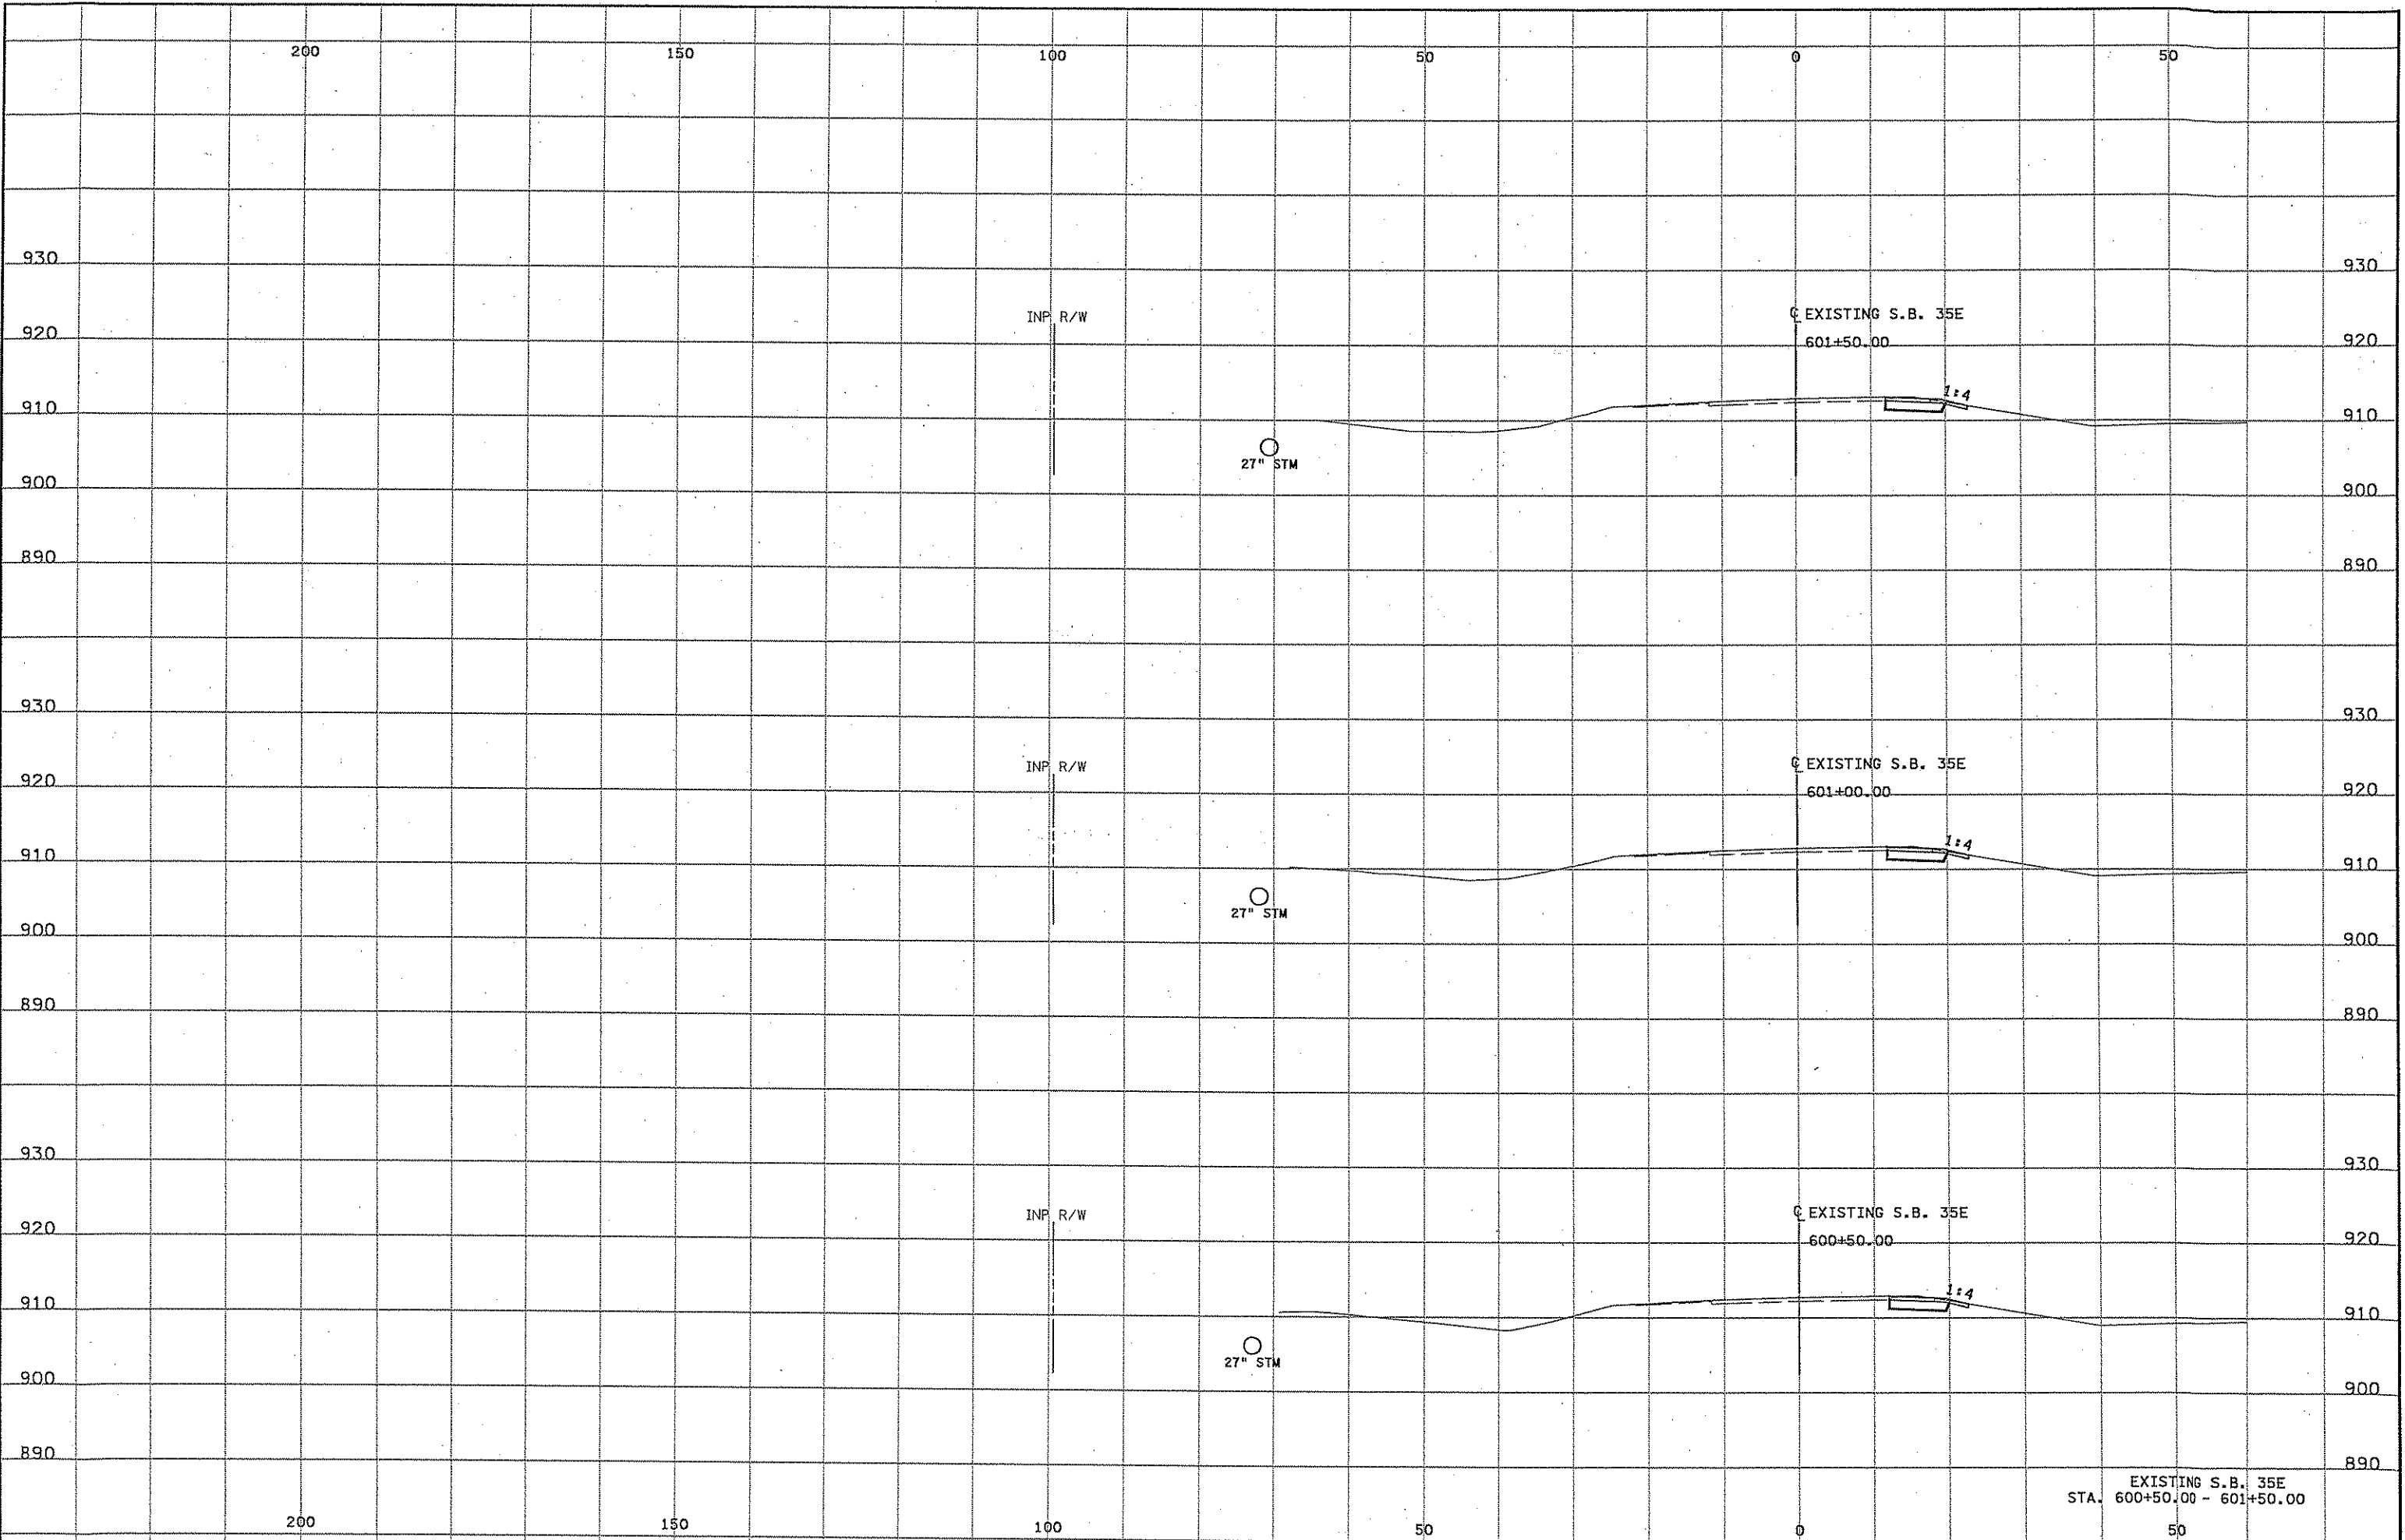 200 150 100 50 0 50
930 930
INP R/W ℄ EXISTING S.B. 35E
920 601+50.00 920
1:4
910 910
27" STM
900 900
890 890
930 930
INP R/W ℄ EXISTING S.B. 35E
920 601+00.00 920
1:4
910 910
27" STM
900 900
890 890
930 930
INP R/W ℄ EXISTING S.B. 35E
920 600+50.00 920
1:4
910 910
27" STM
900 900
890 890
EXISTING S.B. 35E
STA. 600+50.00 - 601+50.00
200 150 100 50 0 50